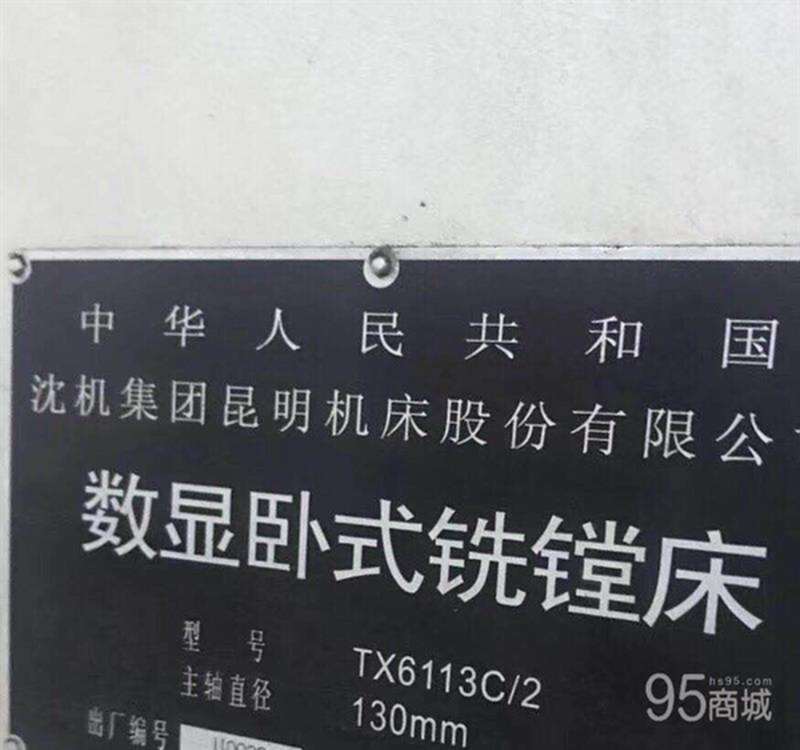 中华人民共和国
沈机集团昆明机床股份有限公
数显卧式铣镗床
型号 TX6113C/2
主轴直径 130mm
出厂编号
95商城
hs95.com